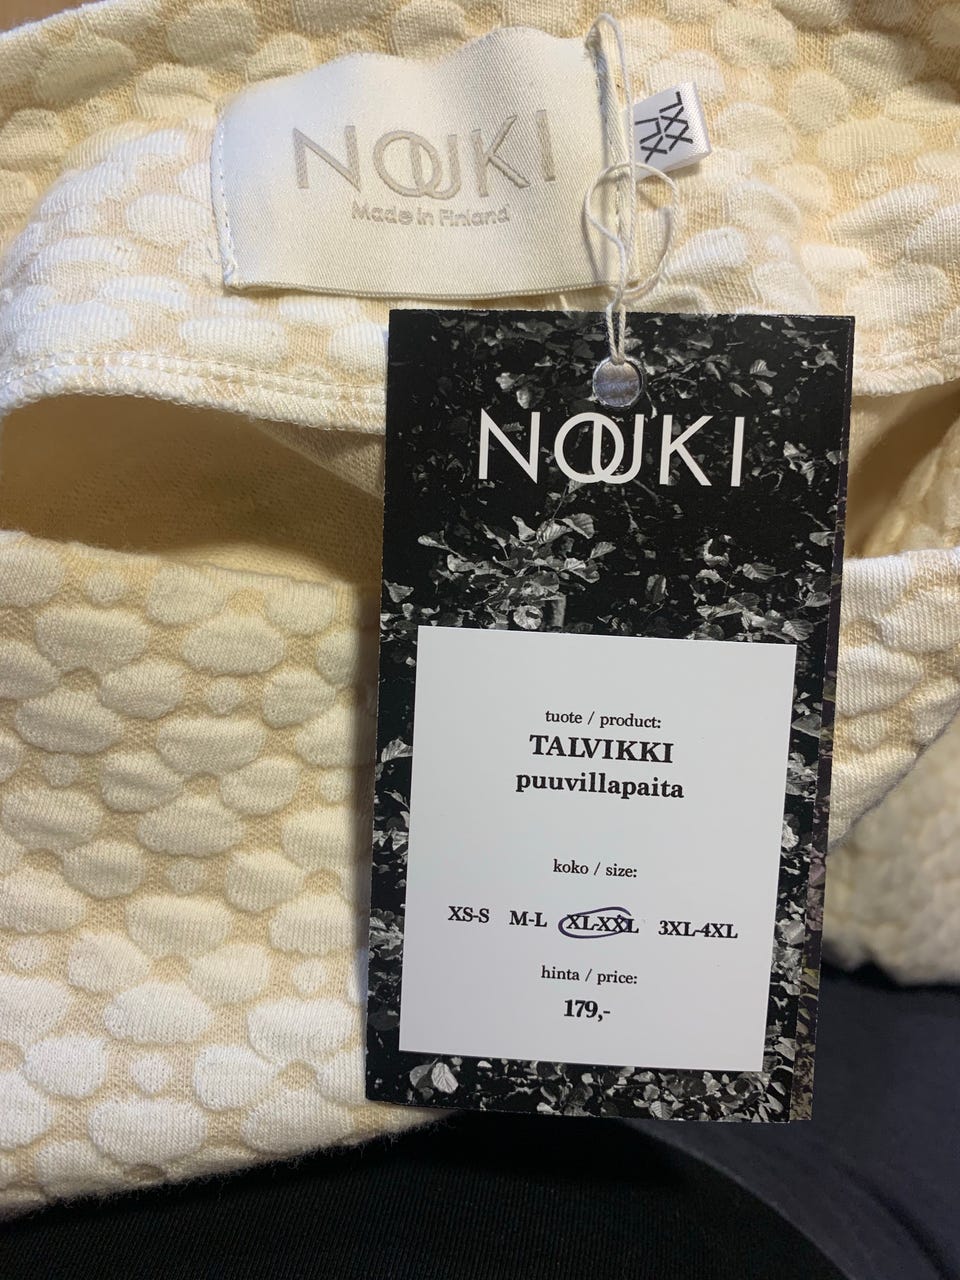 NOUKI
Made in Finland
XL/
XXL
NOUKI
tuote / product:
TALVIKKI
puuvillapaita
koko / size:
XS-S M-L XL-XXL 3XL-4XL
hinta / price:
179,-